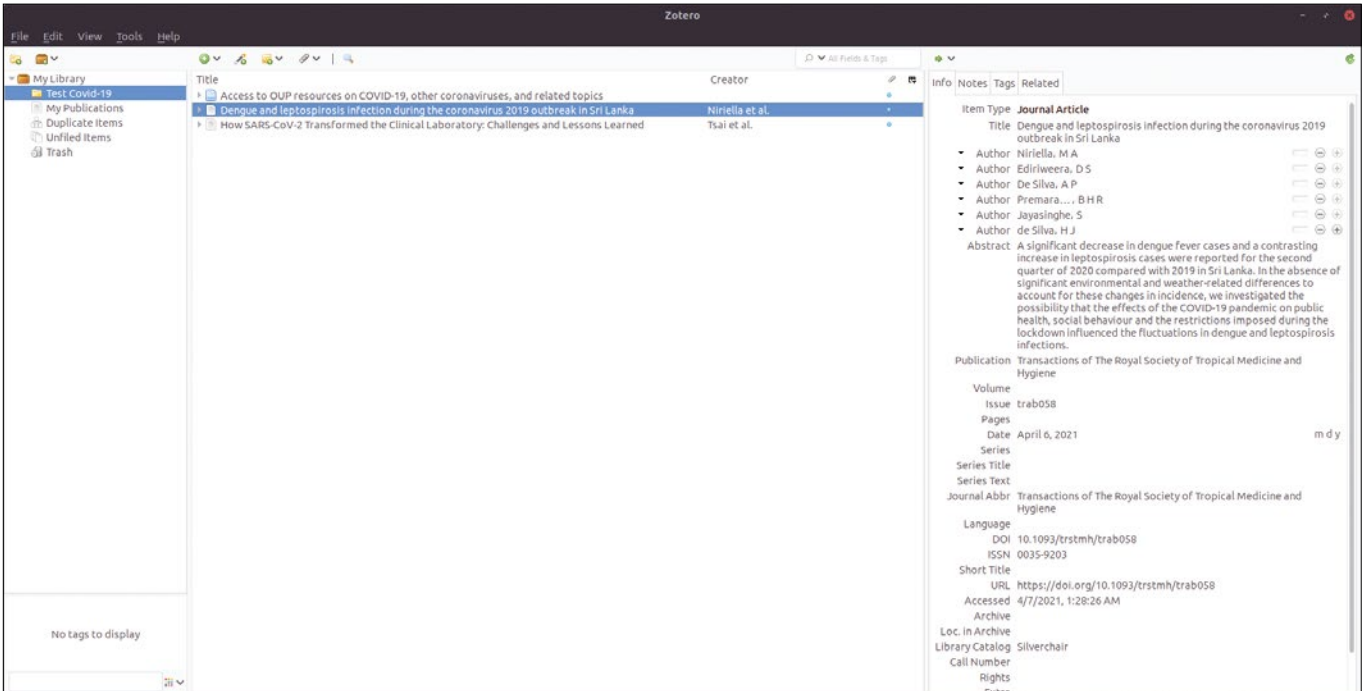 Zotero
File Edit View Tools Help
All Fields & Tags
My Library
Test Covid-19
My Publications
Duplicate Items
Unfiled Items
Trash
No tags to display
Title Creator
Access to OUP resources on COVID-19, other coronaviruses, and related topics
Dengue and leptospirosis infection during the coronavirus 2019 outbreak in Sri Lanka Niriella et al.
How SARS-CoV-2 Transformed the Clinical Laboratory: Challenges and Lessons Learned Tsai et al.
Info Notes Tags Related
Item Type Journal Article
Title Dengue and leptospirosis infection during the coronavirus 2019
outbreak in Sri Lanka
Author Niriella, M A
Author Ediriweera, D S
Author De Silva, A P
Author Premara..., B H R
Author Jayasinghe, S
Author de Silva, H J
Abstract A significant decrease in dengue fever cases and a contrasting
increase in leptospirosis cases were reported for the second
quarter of 2020 compared with 2019 in Sri Lanka. In the absence of
significant environmental and weather-related differences to
account for these changes in incidence, we investigated the
possibility that the effects of the COVID-19 pandemic on public
health, social behaviour and the restrictions imposed during the
lockdown influenced the fluctuations in dengue and leptospirosis
infections.
Publication Transactions of The Royal Society of Tropical Medicine and
Hygiene
Volume
Issue trab058
Pages
Date April 6, 2021 m d y
Series
Series Title
Series Text
Journal Abbr Transactions of The Royal Society of Tropical Medicine and
Hygiene
Language
DOI 10.1093/trstmh/trab058
ISSN 0035-9203
Short Title
URL https://doi.org/10.1093/trstmh/trab058
Accessed 4/7/2021, 1:28:26 AM
Archive
Loc. in Archive
Library Catalog Silverchair
Call Number
Rights